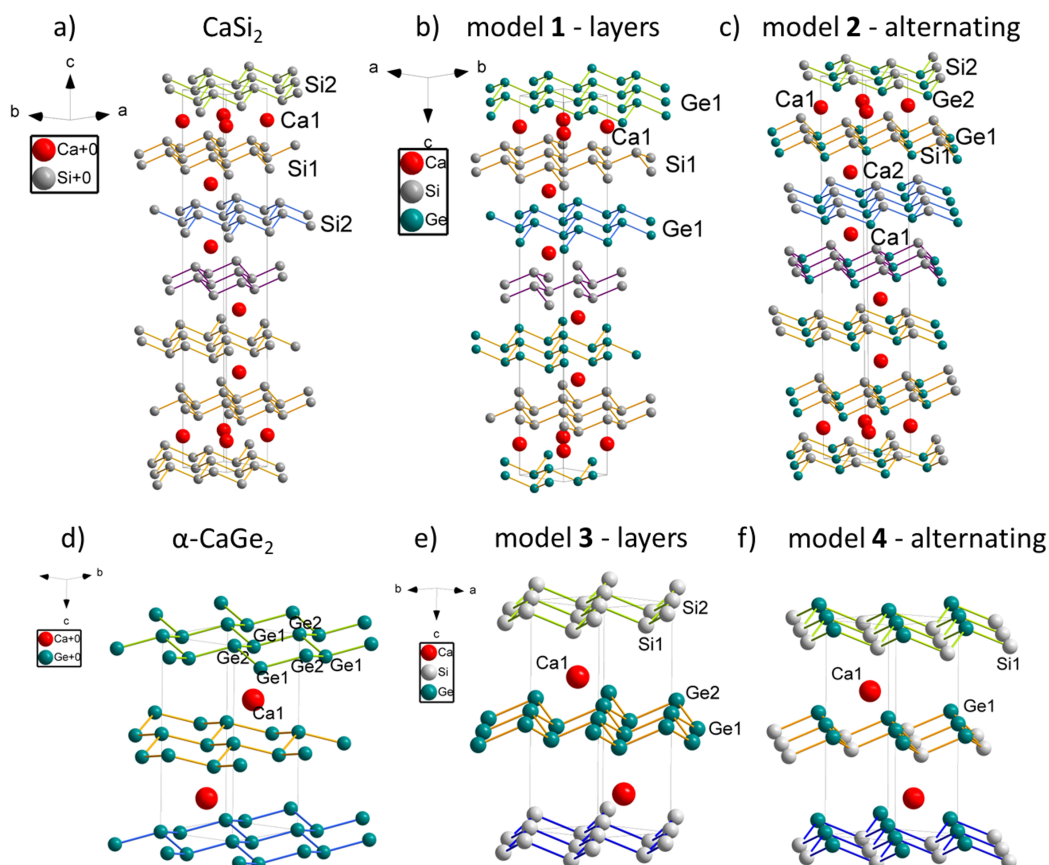 a)
CaSi2
c
b
a
Ca+0
Si+0
Si2
Ca1
Si1
Si2
b)
model 1 - layers
a
b
c
Ca
Si
Ge
Ge1
Ca1
Si1
Ge1
c)
model 2 - alternating
Si2
Ca1
Ge2
Ge1
Si1
Ca2
Ca1
d)
α-CaGe2
b
c
Ca+0
Ge+0
Ge2
Ge1
Ge2
Ge2
Ge1
Ge1
Ca1
e)
model 3 - layers
b
a
c
Ca
Si
Ge
Si2
Si1
Ca1
Ge2
Ge1
f)
model 4 - alternating
Si1
Ca1
Ge1